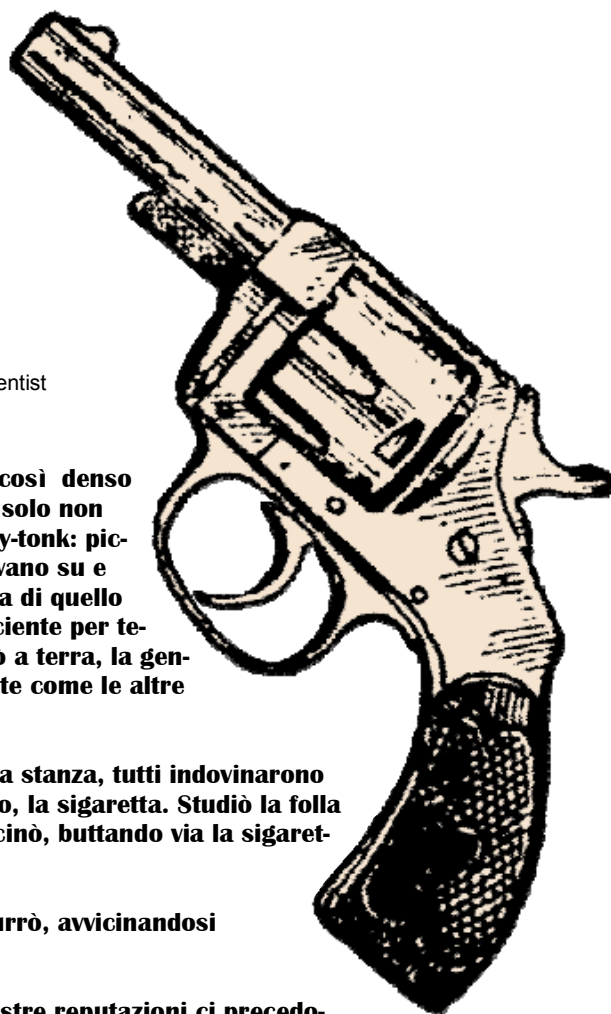 entist
così denso
solo non
y-tonk: pic-
vano su e
a di quello
ciente per te-
ò a terra, la gen-
te come le altre
a stanza, tutti indovinarono
o, la sigaretta. Studiò la folla
cinò, buttando via la sigaret-
urrò, avvicinandosi
stre reputazioni ci precedo-